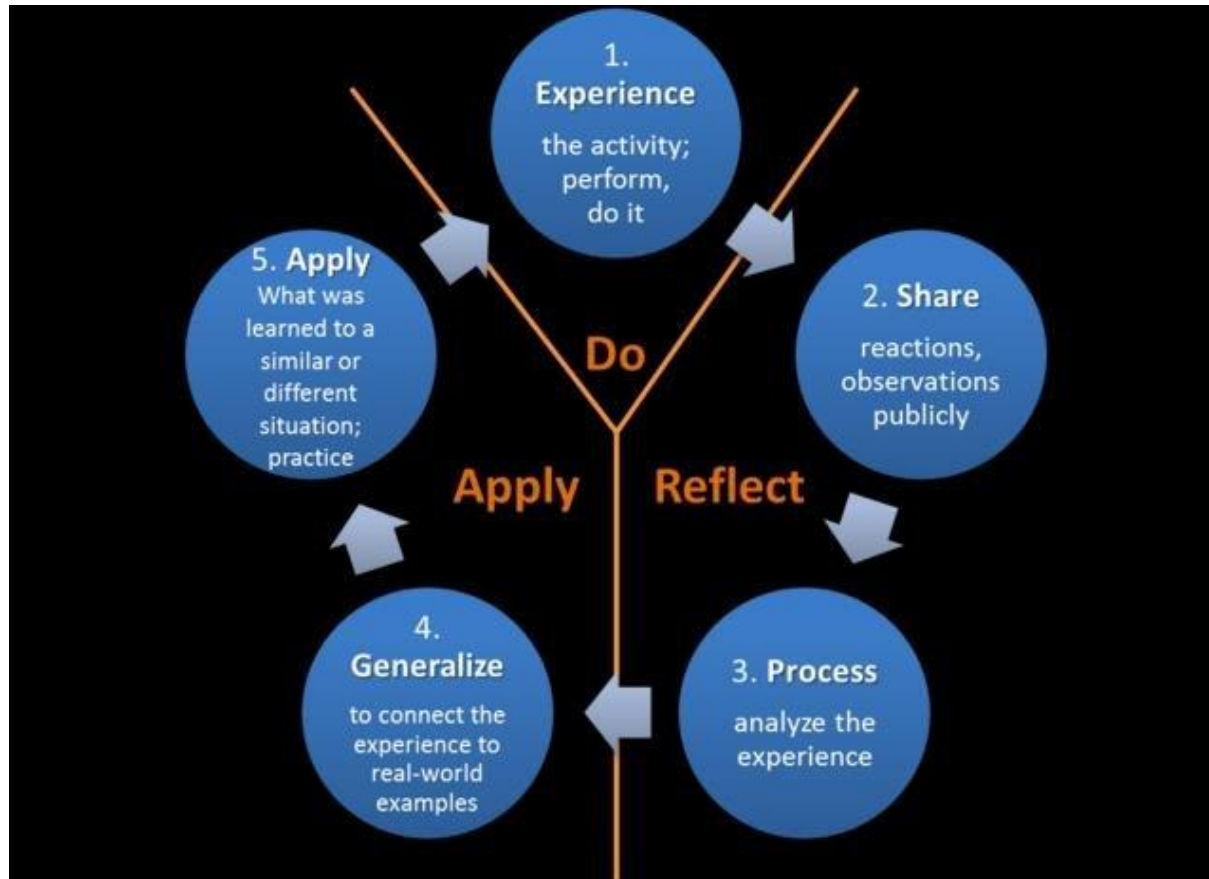 1.
Experience
the activity;
perform,
do it
2. Share
reactions,
observations
publicly
3. Process
analyze the
experience
4.
Generalize
to connect the
experience to
real-world
examples
5. Apply
What was
learned to a
similar or
different
situation;
practice
Do
Reflect
Apply